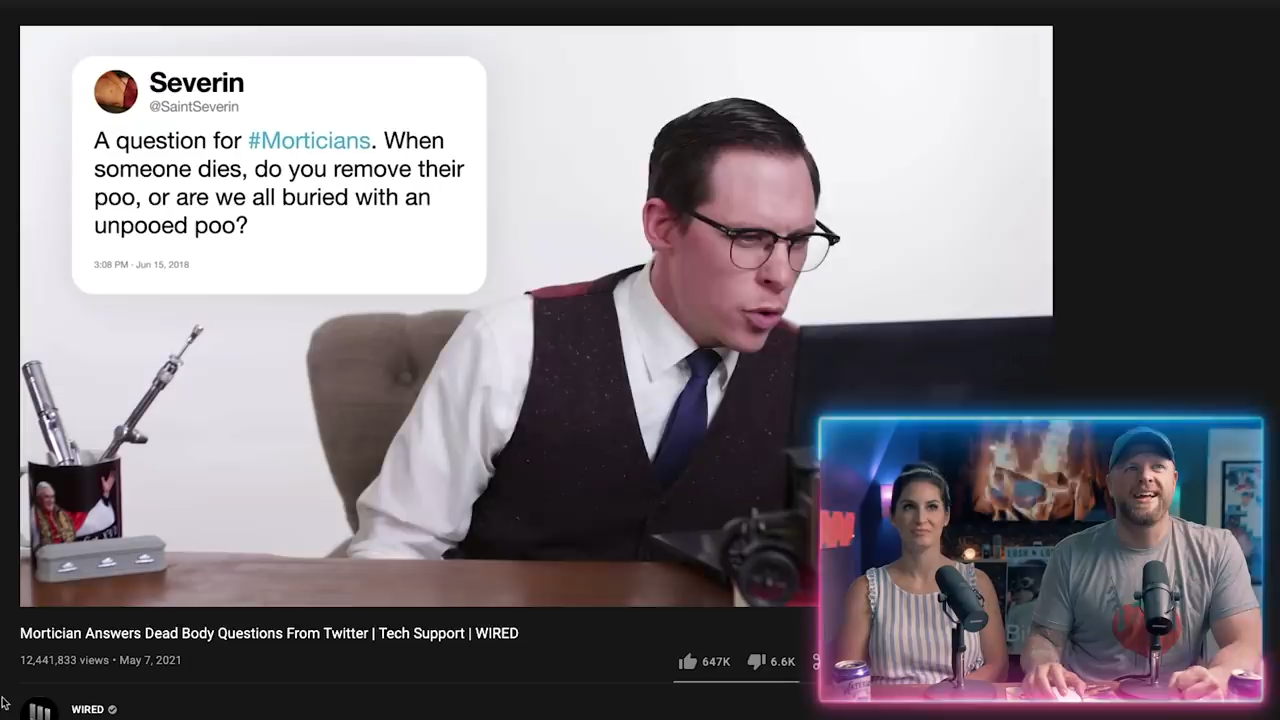 Severin
@SaintSeverin
A question for #Morticians. When
someone dies, do you remove their
poo, or are we all buried with an
unpooed poo?
3:08 PM - Jun 15, 2018
Mortician Answers Dead Body Questions From Twitter | Tech Support | WIRED
12,441,833 views • May 7, 2021
647K
6.6K
WIRED